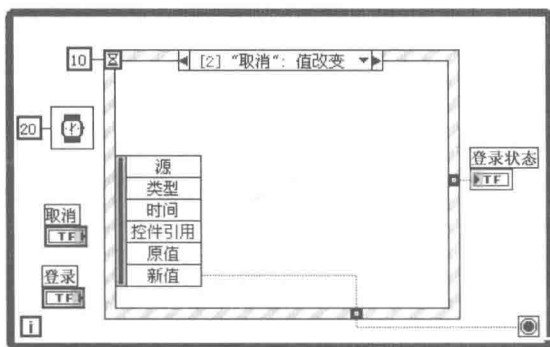 10
[2] “取消”: 值改变
20
源
类型
时间
控件引用
原值
新值
登录状态
TF
取消
TF
登录
TF
i